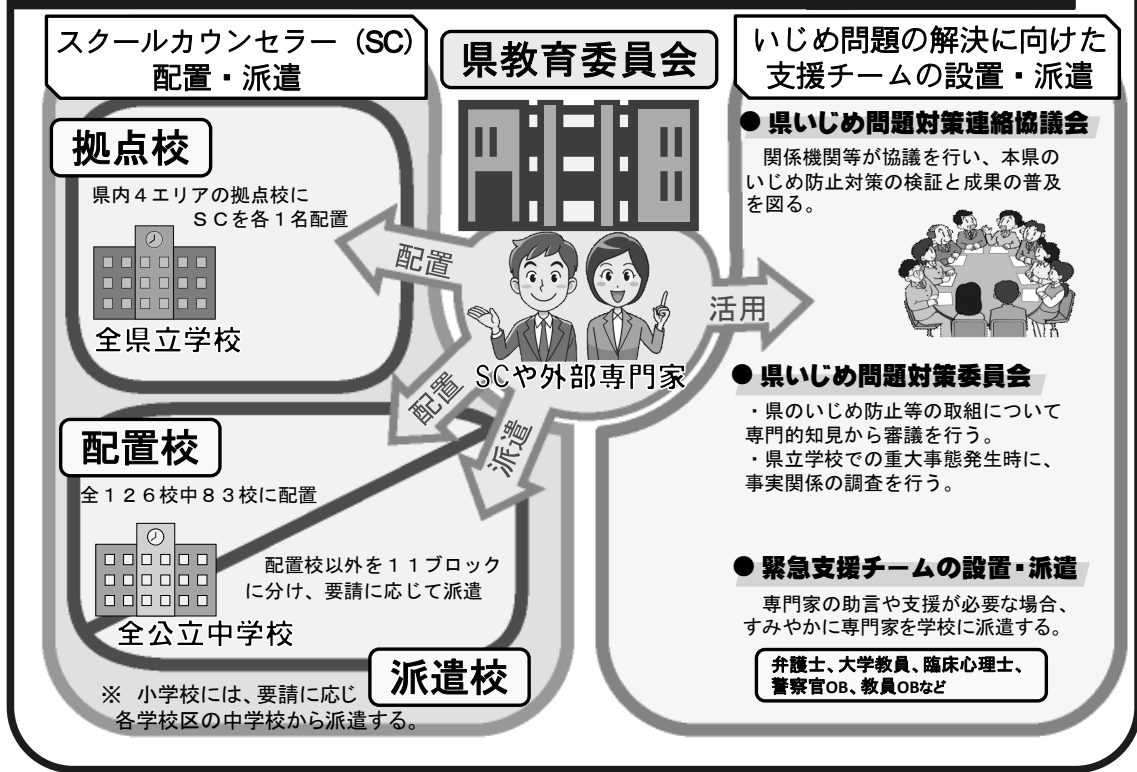 スクールカウンセラー（SC）
配置・派遣
県教育委員会
いじめ問題の解決に向けた
支援チームの設置・派遣
拠点校
県内４エリアの拠点校に
ＳＣを各１名配置
全県立学校
配置
配置
派遣
活用
SCや外部専門家
配置校
全１２６校中８３校に配置
配置校以外を１１ブロック
に分け、要請に応じて派遣
全公立中学校
派遣校
※ 小学校には、要請に応じ
各学校区の中学校から派遣する。
● 県いじめ問題対策連絡協議会
関係機関等が協議を行い、本県の
いじめ防止対策の検証と成果の普及
を図る。
● 県いじめ問題対策委員会
・県のいじめ防止等の取組について
専門的知見から審議を行う。
・県立学校での重大事態発生時に、
事実関係の調査を行う。
● 緊急支援チームの設置・派遣
専門家の助言や支援が必要な場合、
すみやかに専門家を学校に派遣する。
弁護士、大学教員、臨床心理士、
警察官OB、教員OBなど